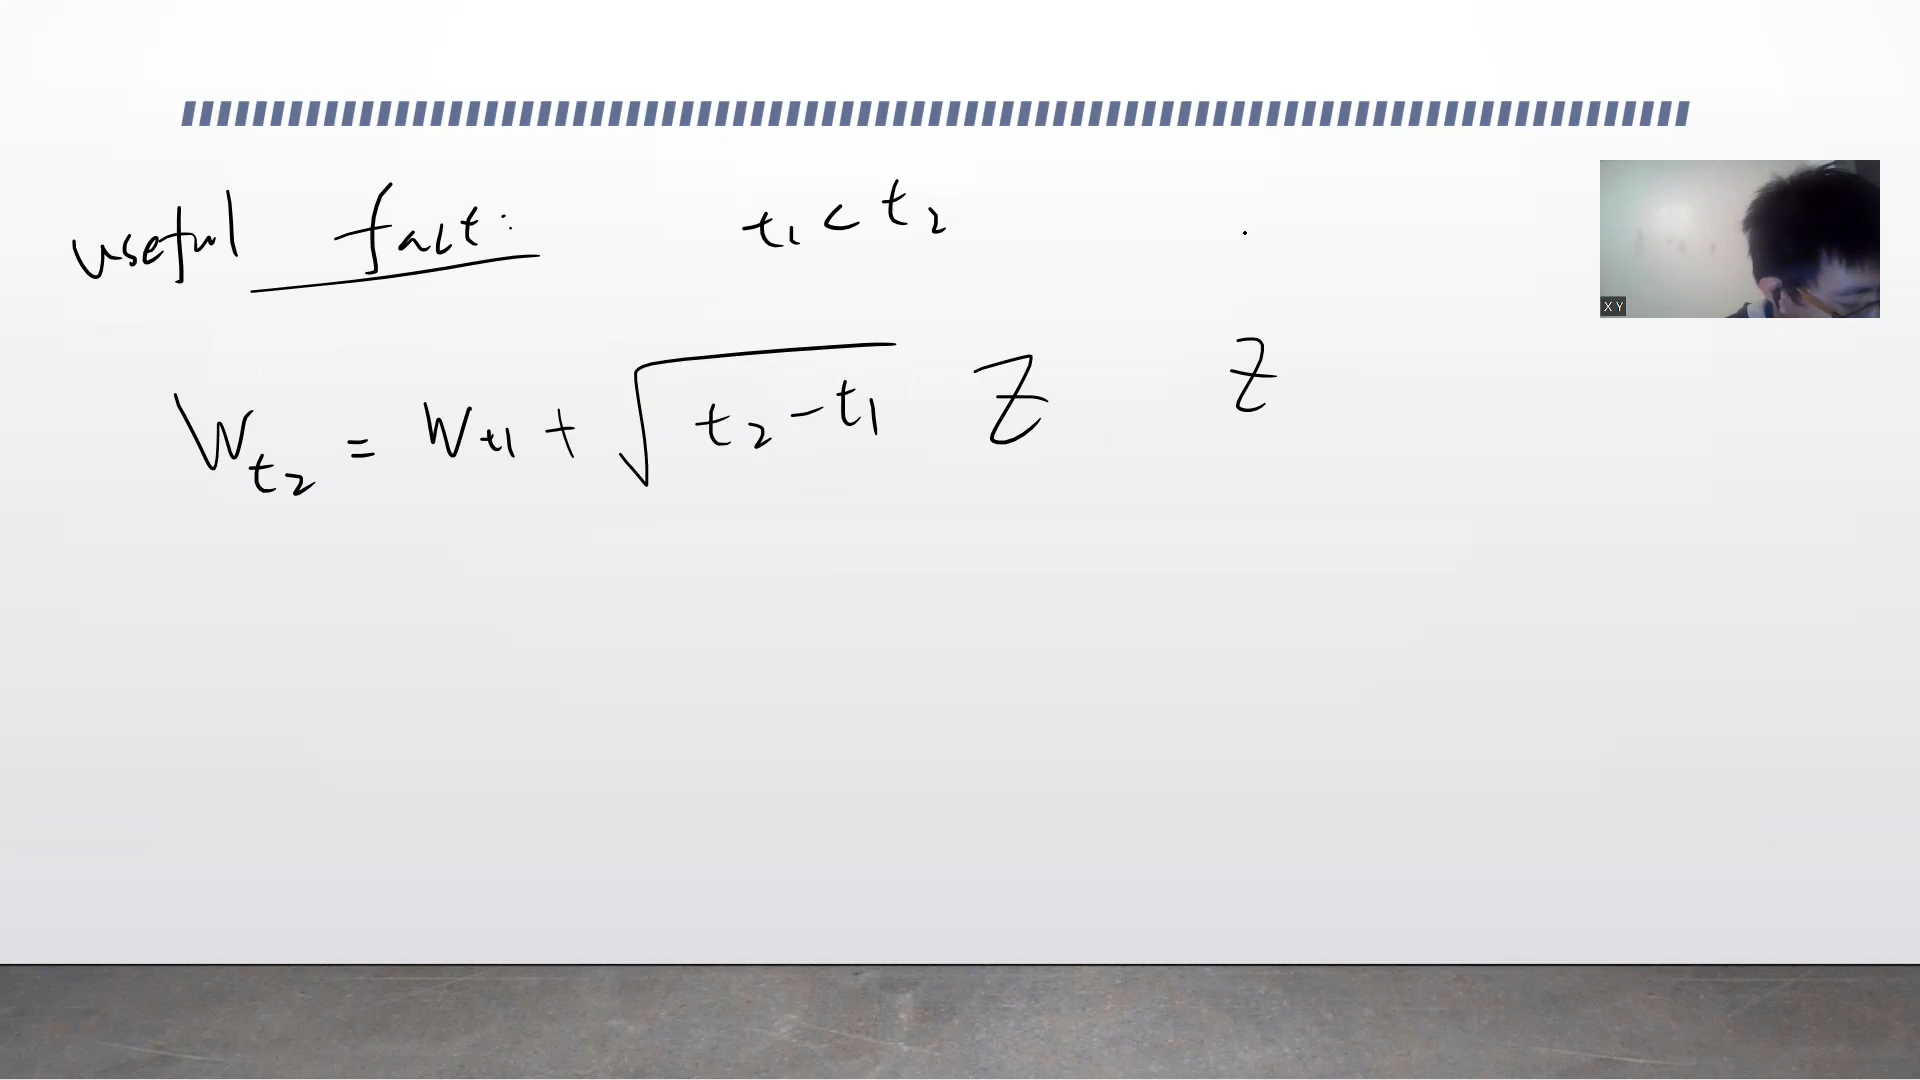 useful fact: t₁ < t₂
X Y
W_{t₂} = W_{t1} + √(t₂ - t₁) Z Z